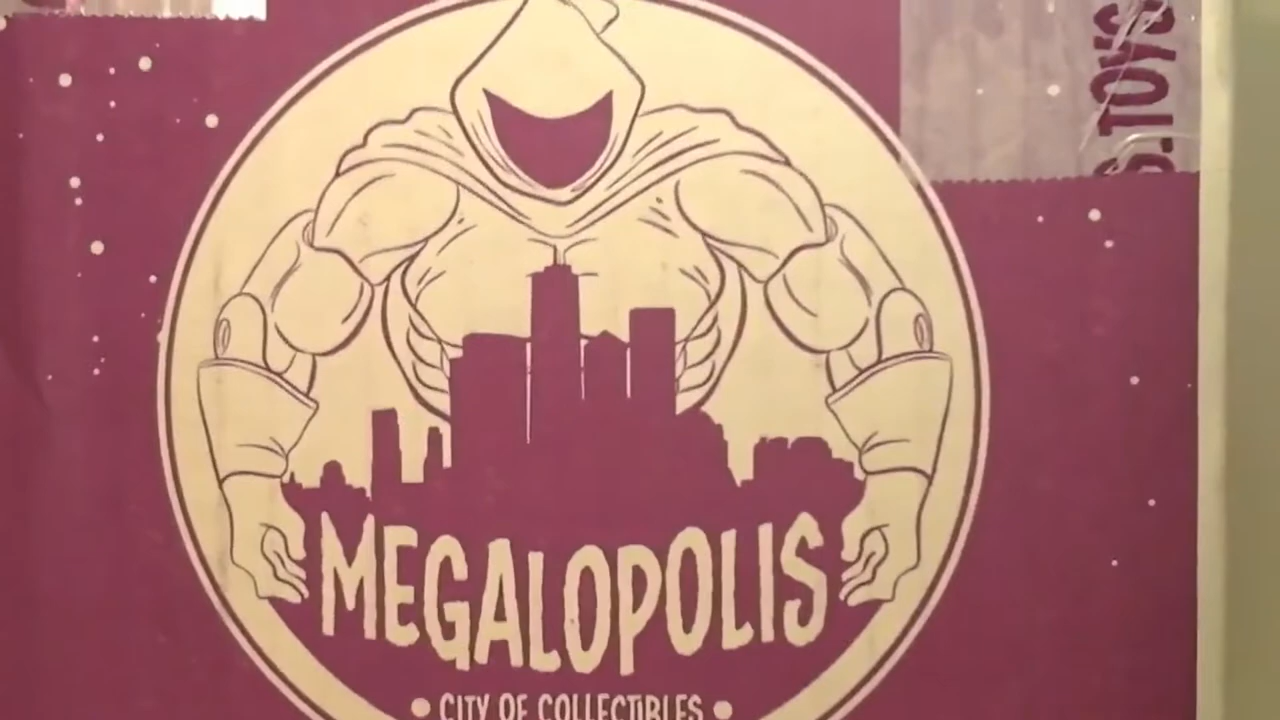 .TOYS
MEGALOPOLIS
• CITY OF COLLECTIBLES •